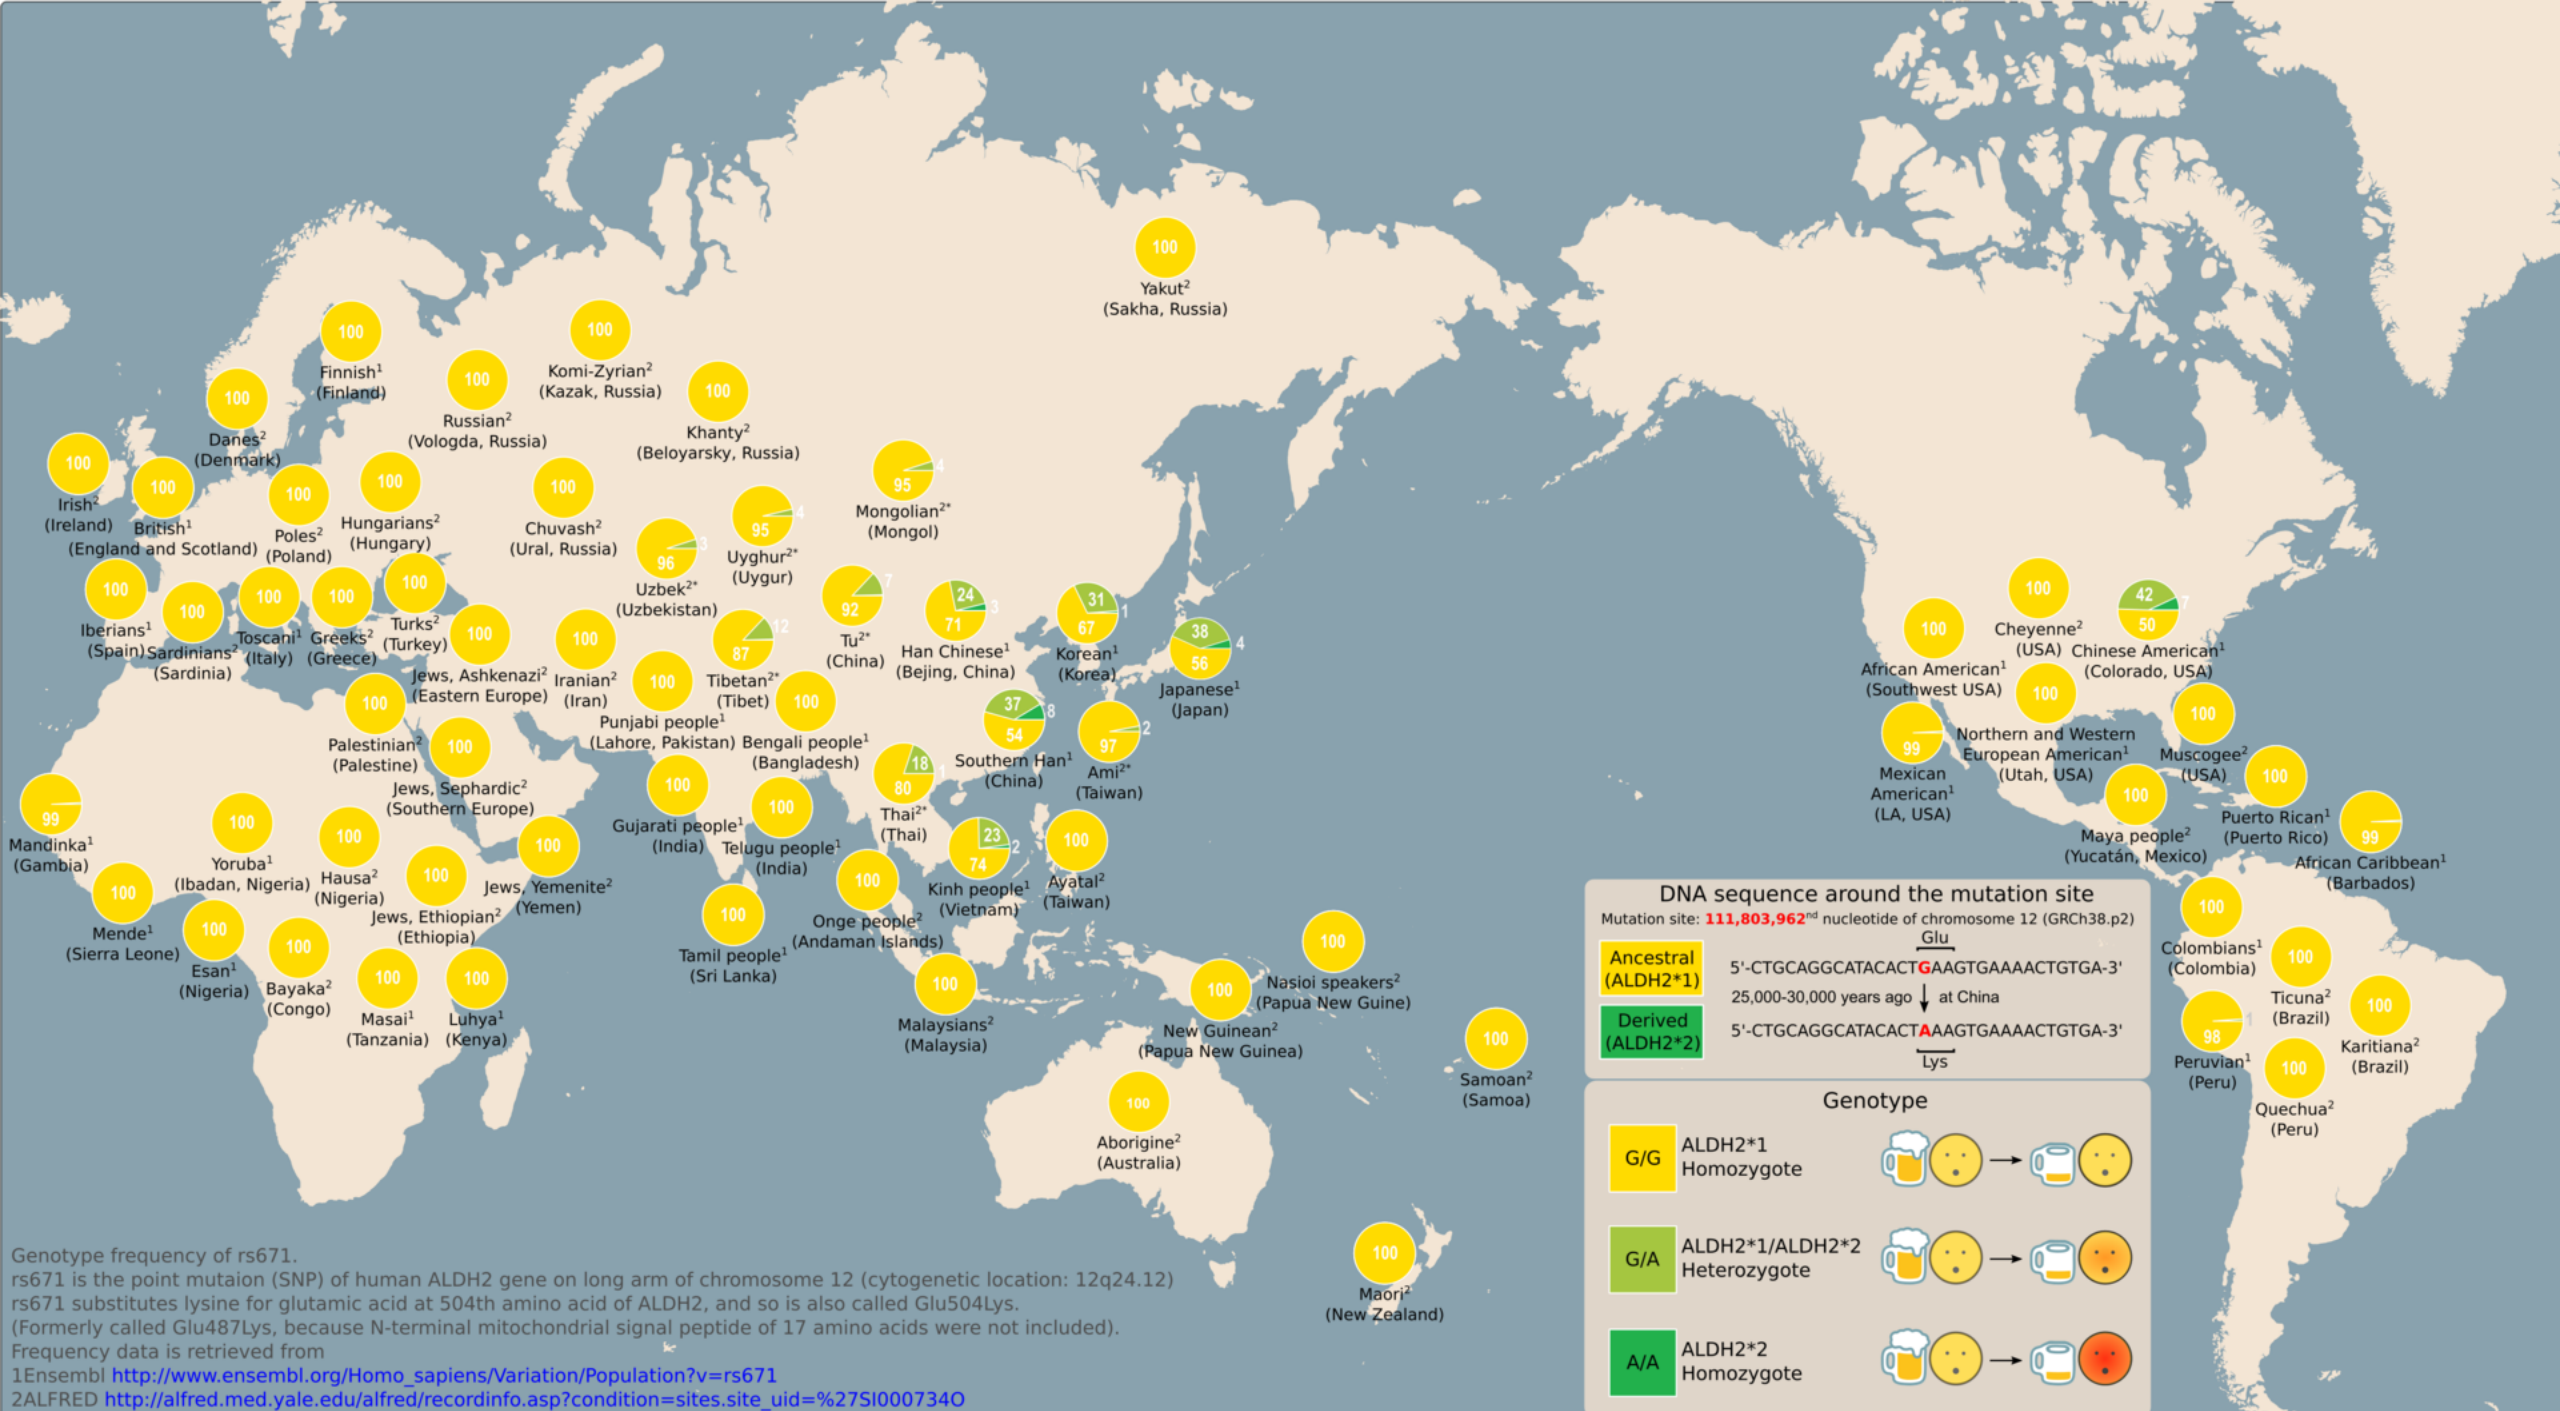 100
Yakut2
(Sakha, Russia)
100
Finnish1
(Finland)
100
Komi-Zyrian2
(Kazak, Russia)
100
Russian2
(Vologda, Russia)
100
Khanty2
(Beloyarsky, Russia)
100
Danes2
(Denmark)
100
Irish2
(Ireland)
100
British1
(England and Scotland)
100
Poles2
(Poland)
100
Hungarians2
(Hungary)
100
Chuvash2
(Ural, Russia)
96 3
Uzbek2*
(Uzbekistan)
95 4
Uyghur2*
(Uygur)
95 4
Mongolian2*
(Mongol)
100
Iberians1
(Spain)
100
Sardinians2
(Sardinia)
100
Toscani1
(Italy)
100
Greeks2
(Greece)
100
Turks2
(Turkey)
100
Jews, Ashkenazi2
(Eastern Europe)
100
Iranian2
(Iran)
100
Punjabi people1
(Lahore, Pakistan)
87 12
Tibetan2*
(Tibet)
92 7
Tu2*
(China)
71 24 3
Han Chinese1
(Bejing, China)
67 31 1
Korean1
(Korea)
56 38 4
Japanese1
(Japan)
100
Bengali people1
(Bangladesh)
54 37 8
Southern Han1
(China)
97 2
Ami2*
(Taiwan)
100
Palestinian2
(Palestine)
100
Jews, Sephardic2
(Southern Europe)
99
Mandinka1
(Gambia)
100
Mende1
(Sierra Leone)
100
Yoruba1
(Ibadan, Nigeria)
100
Hausa2
(Nigeria)
100
Jews, Ethiopian2
(Ethiopia)
100
Jews, Yemenite2
(Yemen)
100
Esan1
(Nigeria)
100
Bayaka2
(Congo)
100
Masai1
(Tanzania)
100
Luhya1
(Kenya)
100
Gujarati people1
(India)
100
Telugu people1
(India)
80 18 1
Thai2*
(Thai)
74 23 2
Kinh people1
(Vietnam)
100
Ayatal2
(Taiwan)
100
Tamil people1
(Sri Lanka)
100
Onge people2
(Andaman Islands)
100
Malaysians2
(Malaysia)
100
New Guinean2
(Papua New Guinea)
100
Nasioi speakers2
(Papua New Guine)
100
Samoan2
(Samoa)
100
Aborigine2
(Australia)
100
Maori2
(New Zealand)
100
African American1
(Southwest USA)
100
Cheyenne2
(USA)
50 42 7
Chinese American1
(Colorado, USA)
99
Mexican
American1
(LA, USA)
100
Northern and Western
European American1
(Utah, USA)
100
Muscogee2
(USA)
100
Maya people2
(Yucatán, Mexico)
100
Puerto Rican1
(Puerto Rico)
99
African Caribbean1
(Barbados)
100
Colombians1
(Colombia)
100
Ticuna2
(Brazil)
100
Karitiana2
(Brazil)
98 1
Peruvian1
(Peru)
100
Quechua2
(Peru)
DNA sequence around the mutation site
Mutation site: 111,803,962nd nucleotide of chromosome 12 (GRCh38.p2)
Glu
Ancestral
(ALDH2*1)
5'-CTGCAGGCATACACTGAAGTGAAAACTGTGA-3'
25,000-30,000 years ago at China
Derived
(ALDH2*2)
5'-CTGCAGGCATACACTAAAGTGAAAACTGTGA-3'
Lys
Genotype
G/G
ALDH2*1
Homozygote
G/A
ALDH2*1/ALDH2*2
Heterozygote
A/A
ALDH2*2
Homozygote
Genotype frequency of rs671.
rs671 is the point mutaion (SNP) of human ALDH2 gene on long arm of chromosome 12 (cytogenetic location: 12q24.12)
rs671 substitutes lysine for glutamic acid at 504th amino acid of ALDH2, and so is also called Glu504Lys.
(Formerly called Glu487Lys, because N-terminal mitochondrial signal peptide of 17 amino acids were not included).
Frequency data is retrieved from
1Ensembl http://www.ensembl.org/Homo_sapiens/Variation/Population?v=rs671
2ALFRED http://alfred.med.yale.edu/alfred/recordinfo.asp?condition=sites.site_uid=%27SI000734O